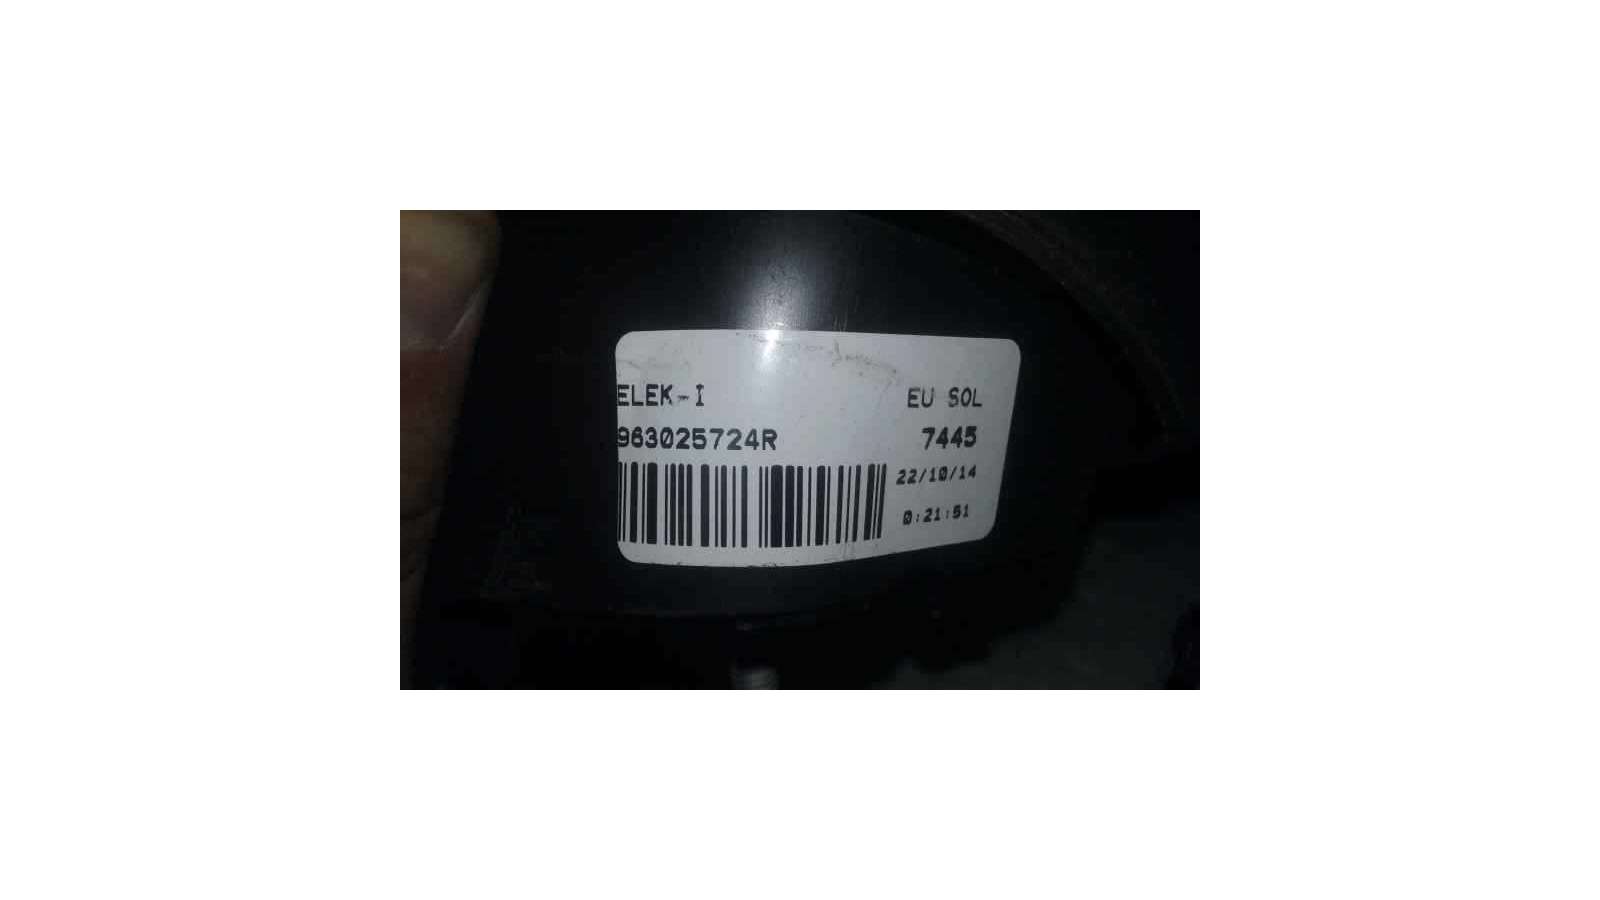 ELEK-I EU SOL
963025724R 7445
22/10/14
0:21:51